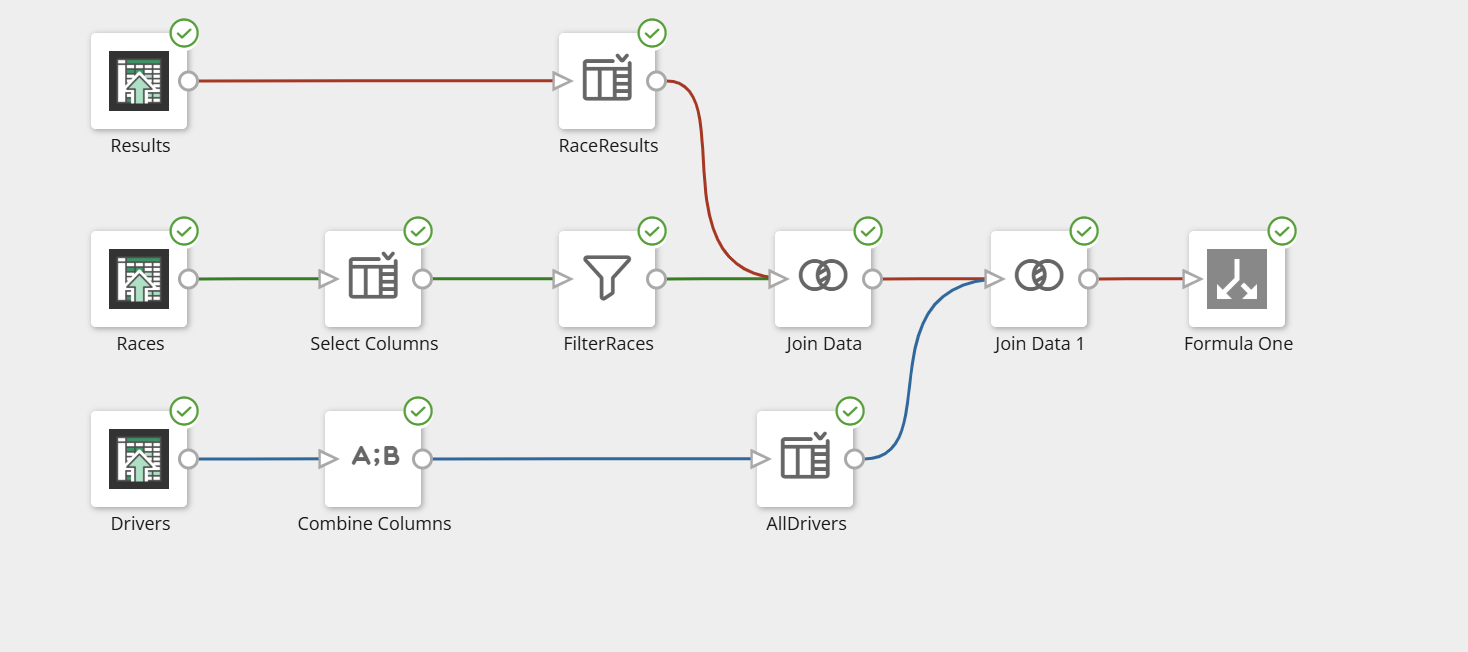 Results
RaceResults
Races
Select Columns
FilterRaces
Join Data
Join Data 1
Formula One
A;B
Drivers
Combine Columns
AllDrivers